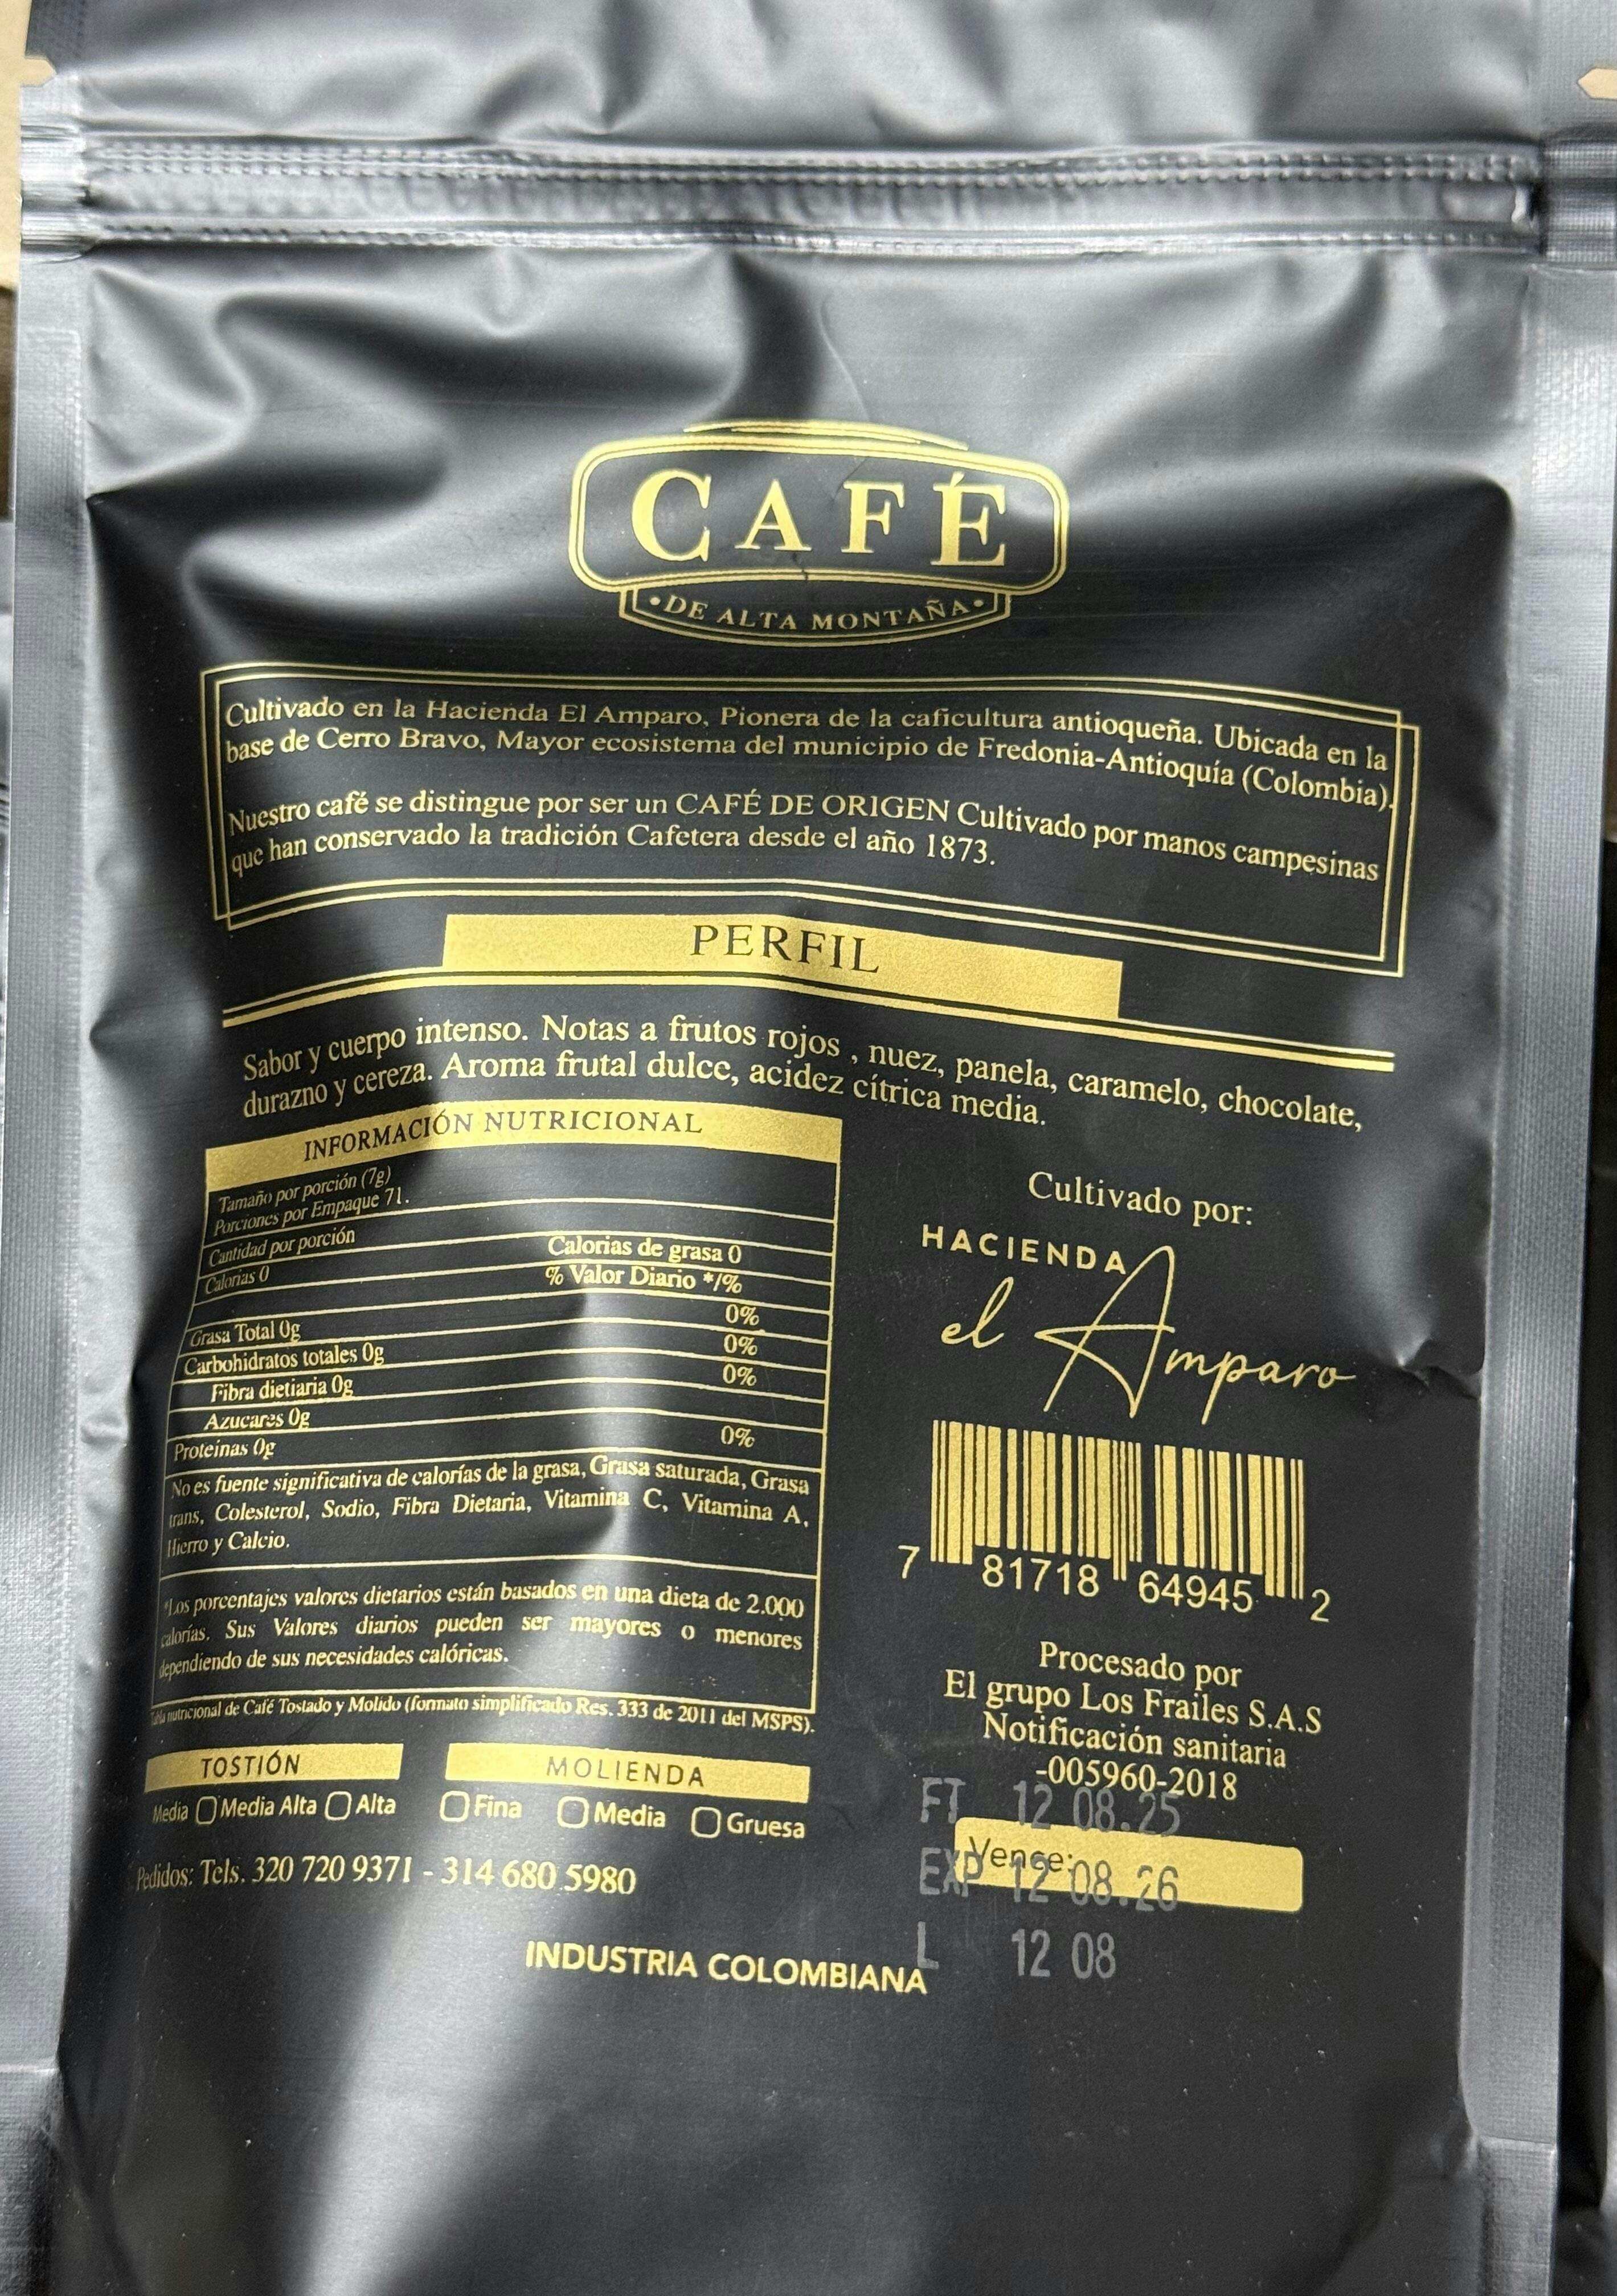 CAFÉ
•DE ALTA MONTAÑA•
Cultivado en la Hacienda El Amparo, Pionera de la caficultura antioqueña. Ubicada en la
base de Cerro Bravo, Mayor ecosistema del municipio de Fredonia-Antioquía (Colombia).
Nuestro café se distingue por ser un CAFÉ DE ORIGEN Cultivado por manos campesinas
que han conservado la tradición Cafetera desde el año 1873.
PERFIL
Sabor y cuerpo intenso. Notas a frutos rojos , nuez, panela, caramelo, chocolate,
durazno y cereza. Aroma frutal dulce, acidez cítrica media.
INFORMACIÓN NUTRICIONAL
Tamaño por porción (7g)
Porciones por Empaque 71.
Cantidad por porción
Calorias 0 Calorias de grasa 0
% Valor Diario */%
Grasa Total 0g 0%
Carbohidratos totales 0g 0%
Fibra dietiaria 0g 0%
Azucares 0g
Proteinas 0g 0%
No es fuente significativa de calorías de la grasa, Grasa saturada, Grasa
trans, Colesterol, Sodio, Fibra Dietaria, Vitamina C, Vitamina A,
Hierro y Calcio.
*Los porcentajes valores dietarios están basados en una dieta de 2.000
calorías. Sus Valores diarios pueden ser mayores o menores
dependiendo de sus necesidades calóricas.
Tabla nutricional de Café Tostado y Molido (formato simplificado Res. 333 de 2011 del MSPS).
TOSTIÓN
Media Media Alta Alta
MOLIENDA
Fina Media Gruesa
Pedidos: Tels. 320 720 9371 - 314 680 5980
INDUSTRIA COLOMBIANA
Cultivado por:
HACIENDA
el Amparo
7 81718 64945 2
Procesado por
El grupo Los Frailes S.A.S
Notificación sanitaria
-005960-2018
FT 12 08.25
Vence:
EXP 12 08.26
L 12 08